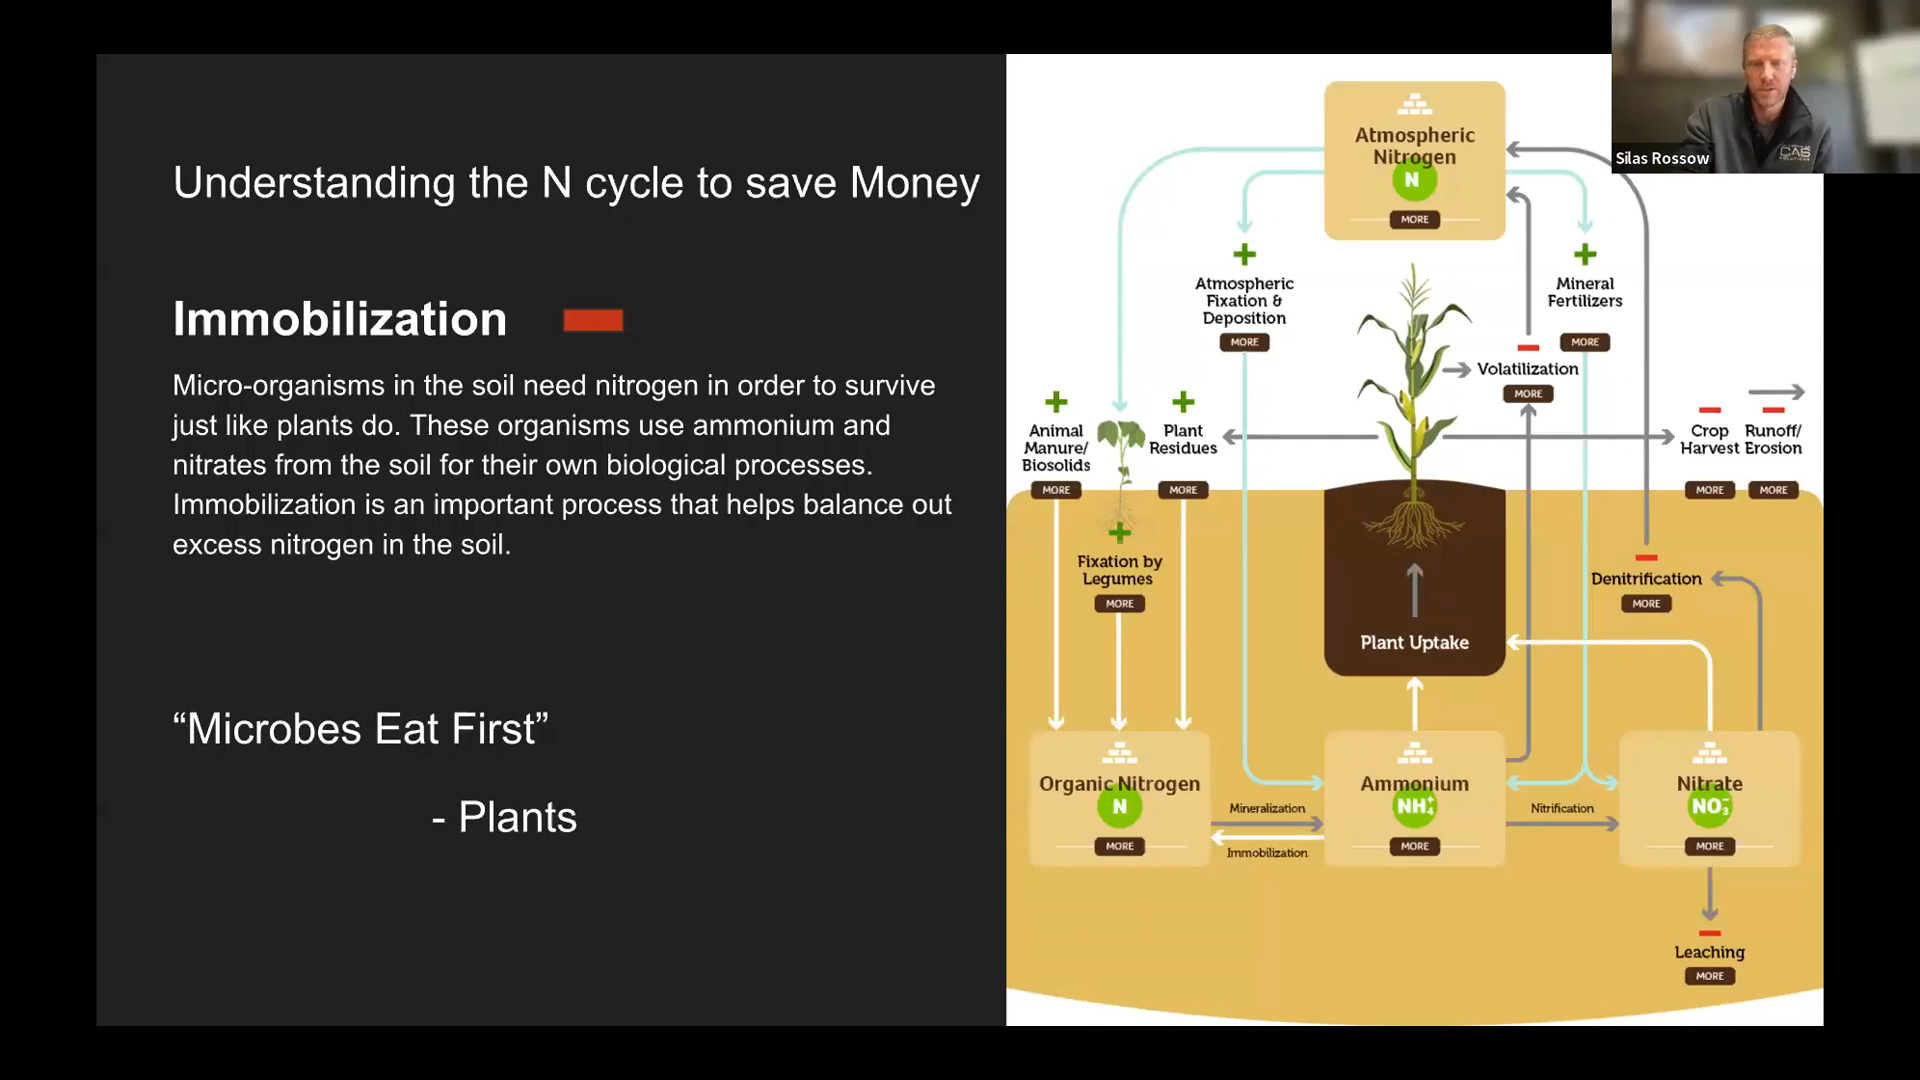 Understanding the N cycle to save Money
Immobilization
Micro-organisms in the soil need nitrogen in order to survive
just like plants do. These organisms use ammonium and
nitrates from the soil for their own biological processes.
Immobilization is an important process that helps balance out
excess nitrogen in the soil.
“Microbes Eat First”
- Plants
Atmospheric
Nitrogen
N
MORE
Atmospheric
Fixation &
Deposition
MORE
Mineral
Fertilizers
MORE
Volatilization
MORE
Animal
Manure/
Biosolids
MORE
Plant
Residues
MORE
Crop
Harvest
MORE
Runoff/
Erosion
MORE
Fixation by
Legumes
MORE
Denitrification
MORE
Plant Uptake
Organic Nitrogen
N
MORE
Mineralization
Immobilization
Ammonium
NH₄⁺
MORE
Nitrification
Nitrate
NO₃⁻
MORE
Leaching
MORE
Silas Rossow
CAS